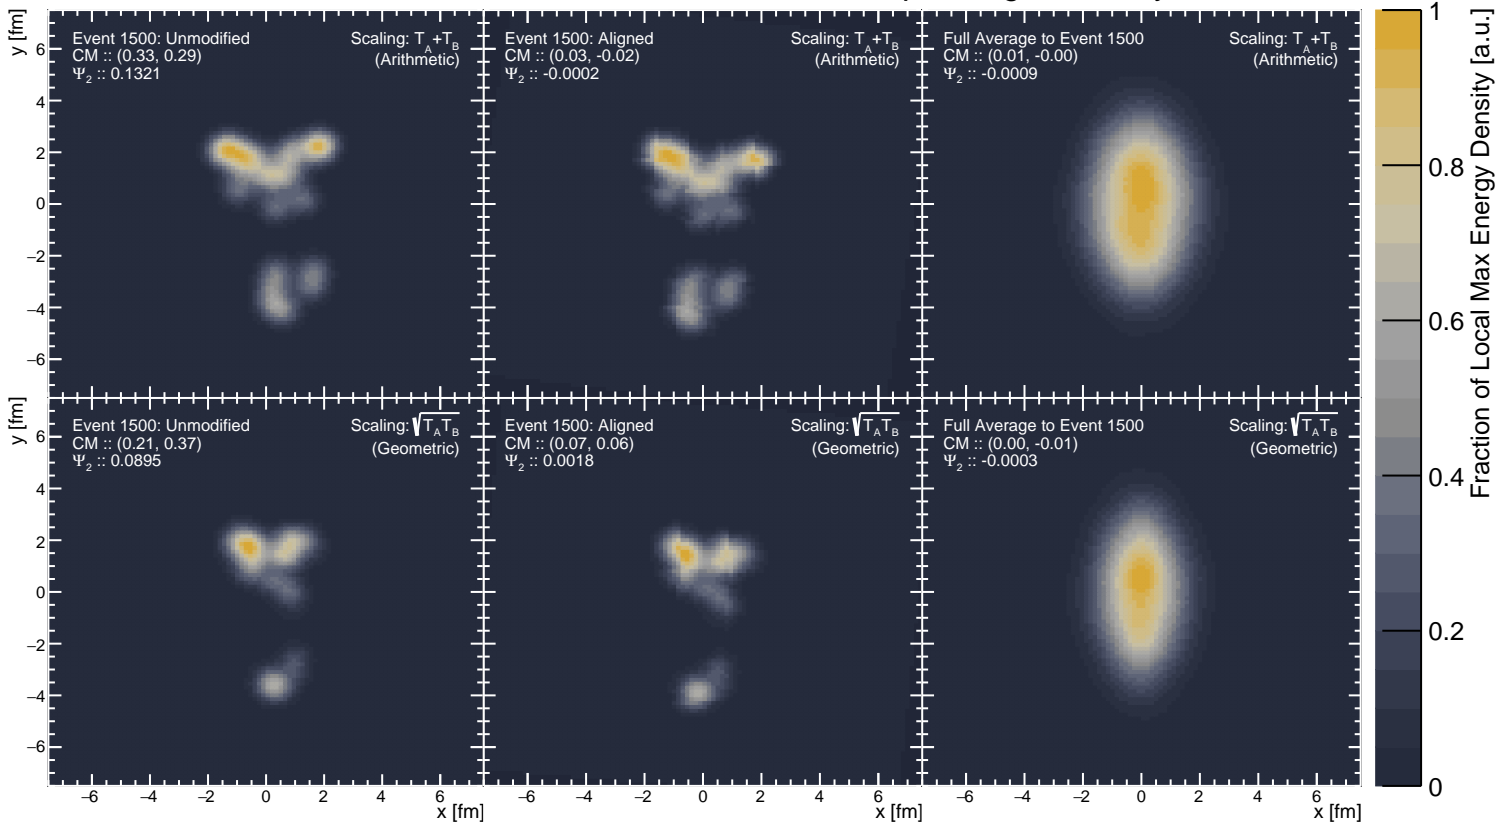 y [fm]
6
4
2
0
−2
−4
−6
Event 1500: Unmodified
CM :: (0.33, 0.29)
Ψ2 :: 0.1321
Scaling: TA+TB
(Arithmetic)
Event 1500: Aligned
CM :: (0.03, -0.02)
Ψ2 :: -0.0002
Scaling: TA+TB
(Arithmetic)
Full Average to Event 1500
CM :: (0.01, -0.00)
Ψ2 :: -0.0009
Scaling: TA+TB
(Arithmetic)
y [fm]
6
4
2
0
−2
−4
−6
Event 1500: Unmodified
CM :: (0.21, 0.37)
Ψ2 :: 0.0895
Scaling: √TATB
(Geometric)
Event 1500: Aligned
CM :: (0.07, 0.06)
Ψ2 :: 0.0018
Scaling: √TATB
(Geometric)
Full Average to Event 1500
CM :: (0.00, -0.01)
Ψ2 :: -0.0003
Scaling: √TATB
(Geometric)
−6 −4 −2 0 2 4 6
x [fm]
−6 −4 −2 0 2 4 6
x [fm]
−6 −4 −2 0 2 4 6
x [fm]
1
0.8
0.6
0.4
0.2
0
Fraction of Local Max Energy Density [a.u.]